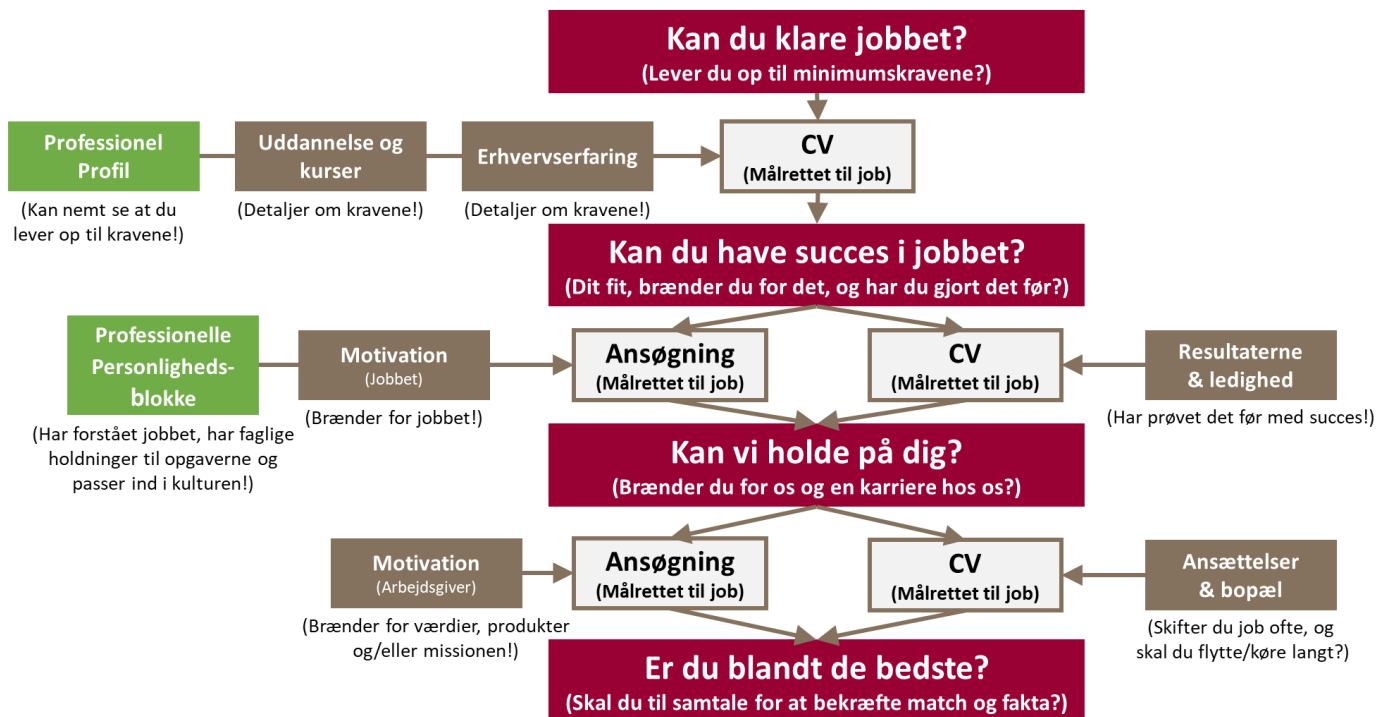 Kan du klare jobbet?
(Lever du op til minimumskravene?)
Professionel
Profil
(Kan nemt se at du
lever op til kravene!)
Uddannelse og
kurser
(Detaljer om kravene!)
Erhvervserfaring
(Detaljer om kravene!)
CV
(Målrettet til job)
Kan du have succes i jobbet?
(Dit fit, brænder du for det, og har du gjort det før?)
Professionelle
Personligheds-
blokke
(Har forstået jobbet, har faglige
holdninger til opgaverne og
passer ind i kulturen!)
Motivation
(Jobbet)
(Brænder for jobbet!)
Ansøgning
(Målrettet til job)
CV
(Målrettet til job)
Resultaterne
& ledighed
(Har prøvet det før med succes!)
Kan vi holde på dig?
(Brænder du for os og en karriere hos os?)
Motivation
(Arbejdsgiver)
(Brænder for værdier, produkter
og/eller missionen!)
Ansøgning
(Målrettet til job)
CV
(Målrettet til job)
Ansættelser
& bopæl
(Skifter du job ofte, og
skal du flytte/køre langt?)
Er du blandt de bedste?
(Skal du til samtale for at bekræfte match og fakta?)